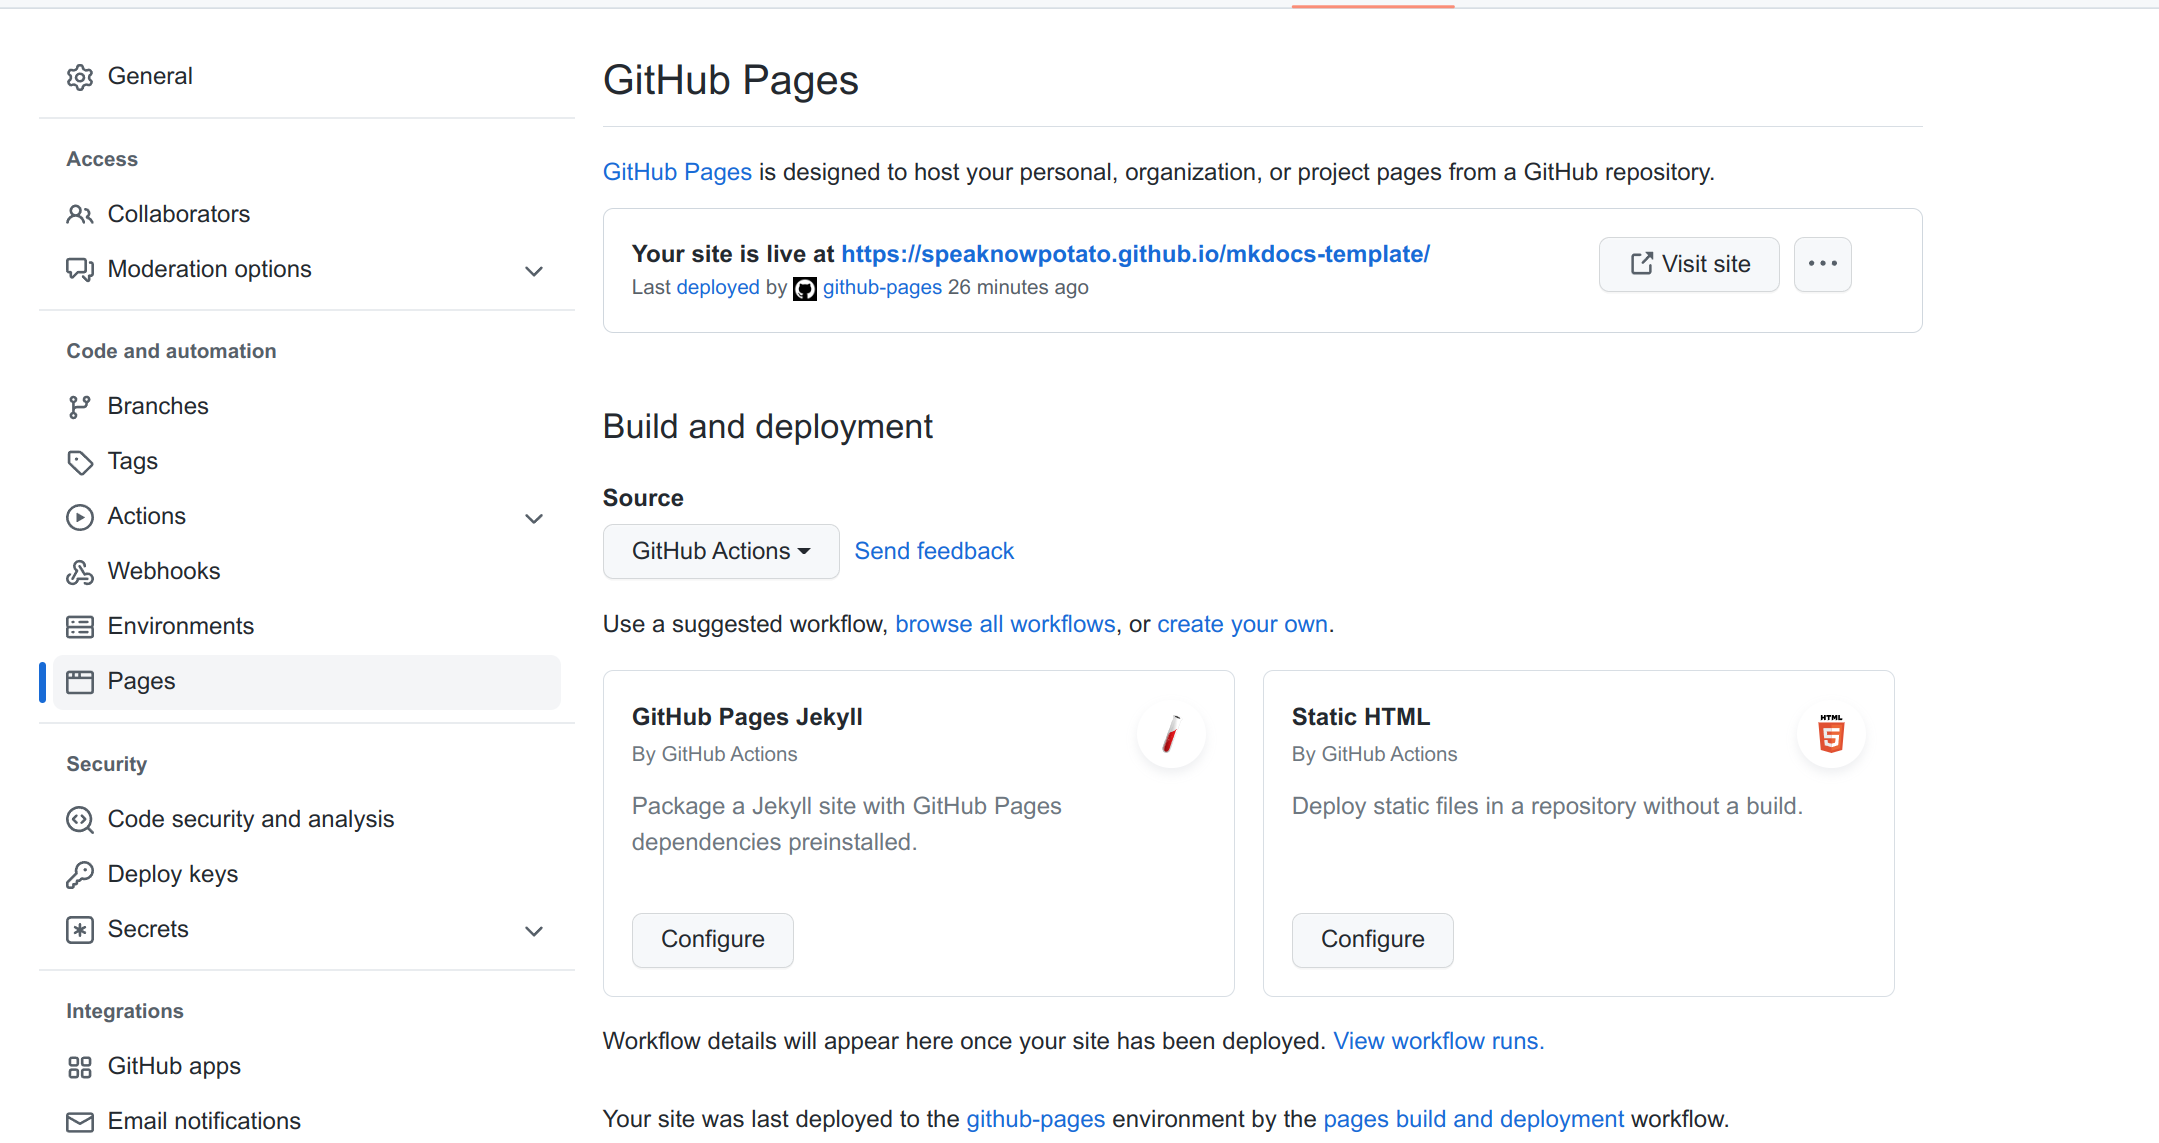 General
Access
Collaborators
Moderation options
Code and automation
Branches
Tags
Actions
Webhooks
Environments
Pages
Security
Code security and analysis
Deploy keys
Secrets
Integrations
GitHub apps
Email notifications
GitHub Pages
GitHub Pages is designed to host your personal, organization, or project pages from a GitHub repository.
Your site is live at https://speaknowpotato.github.io/mkdocs-template/
Last deployed by github-pages 26 minutes ago
Visit site
Build and deployment
Source
GitHub Actions
Send feedback
Use a suggested workflow, browse all workflows, or create your own.
GitHub Pages Jekyll
By GitHub Actions
Package a Jekyll site with GitHub Pages
dependencies preinstalled.
Configure
Static HTML
HTML
5
By GitHub Actions
Deploy static files in a repository without a build.
Configure
Workflow details will appear here once your site has been deployed. View workflow runs.
Your site was last deployed to the github-pages environment by the pages build and deployment workflow.